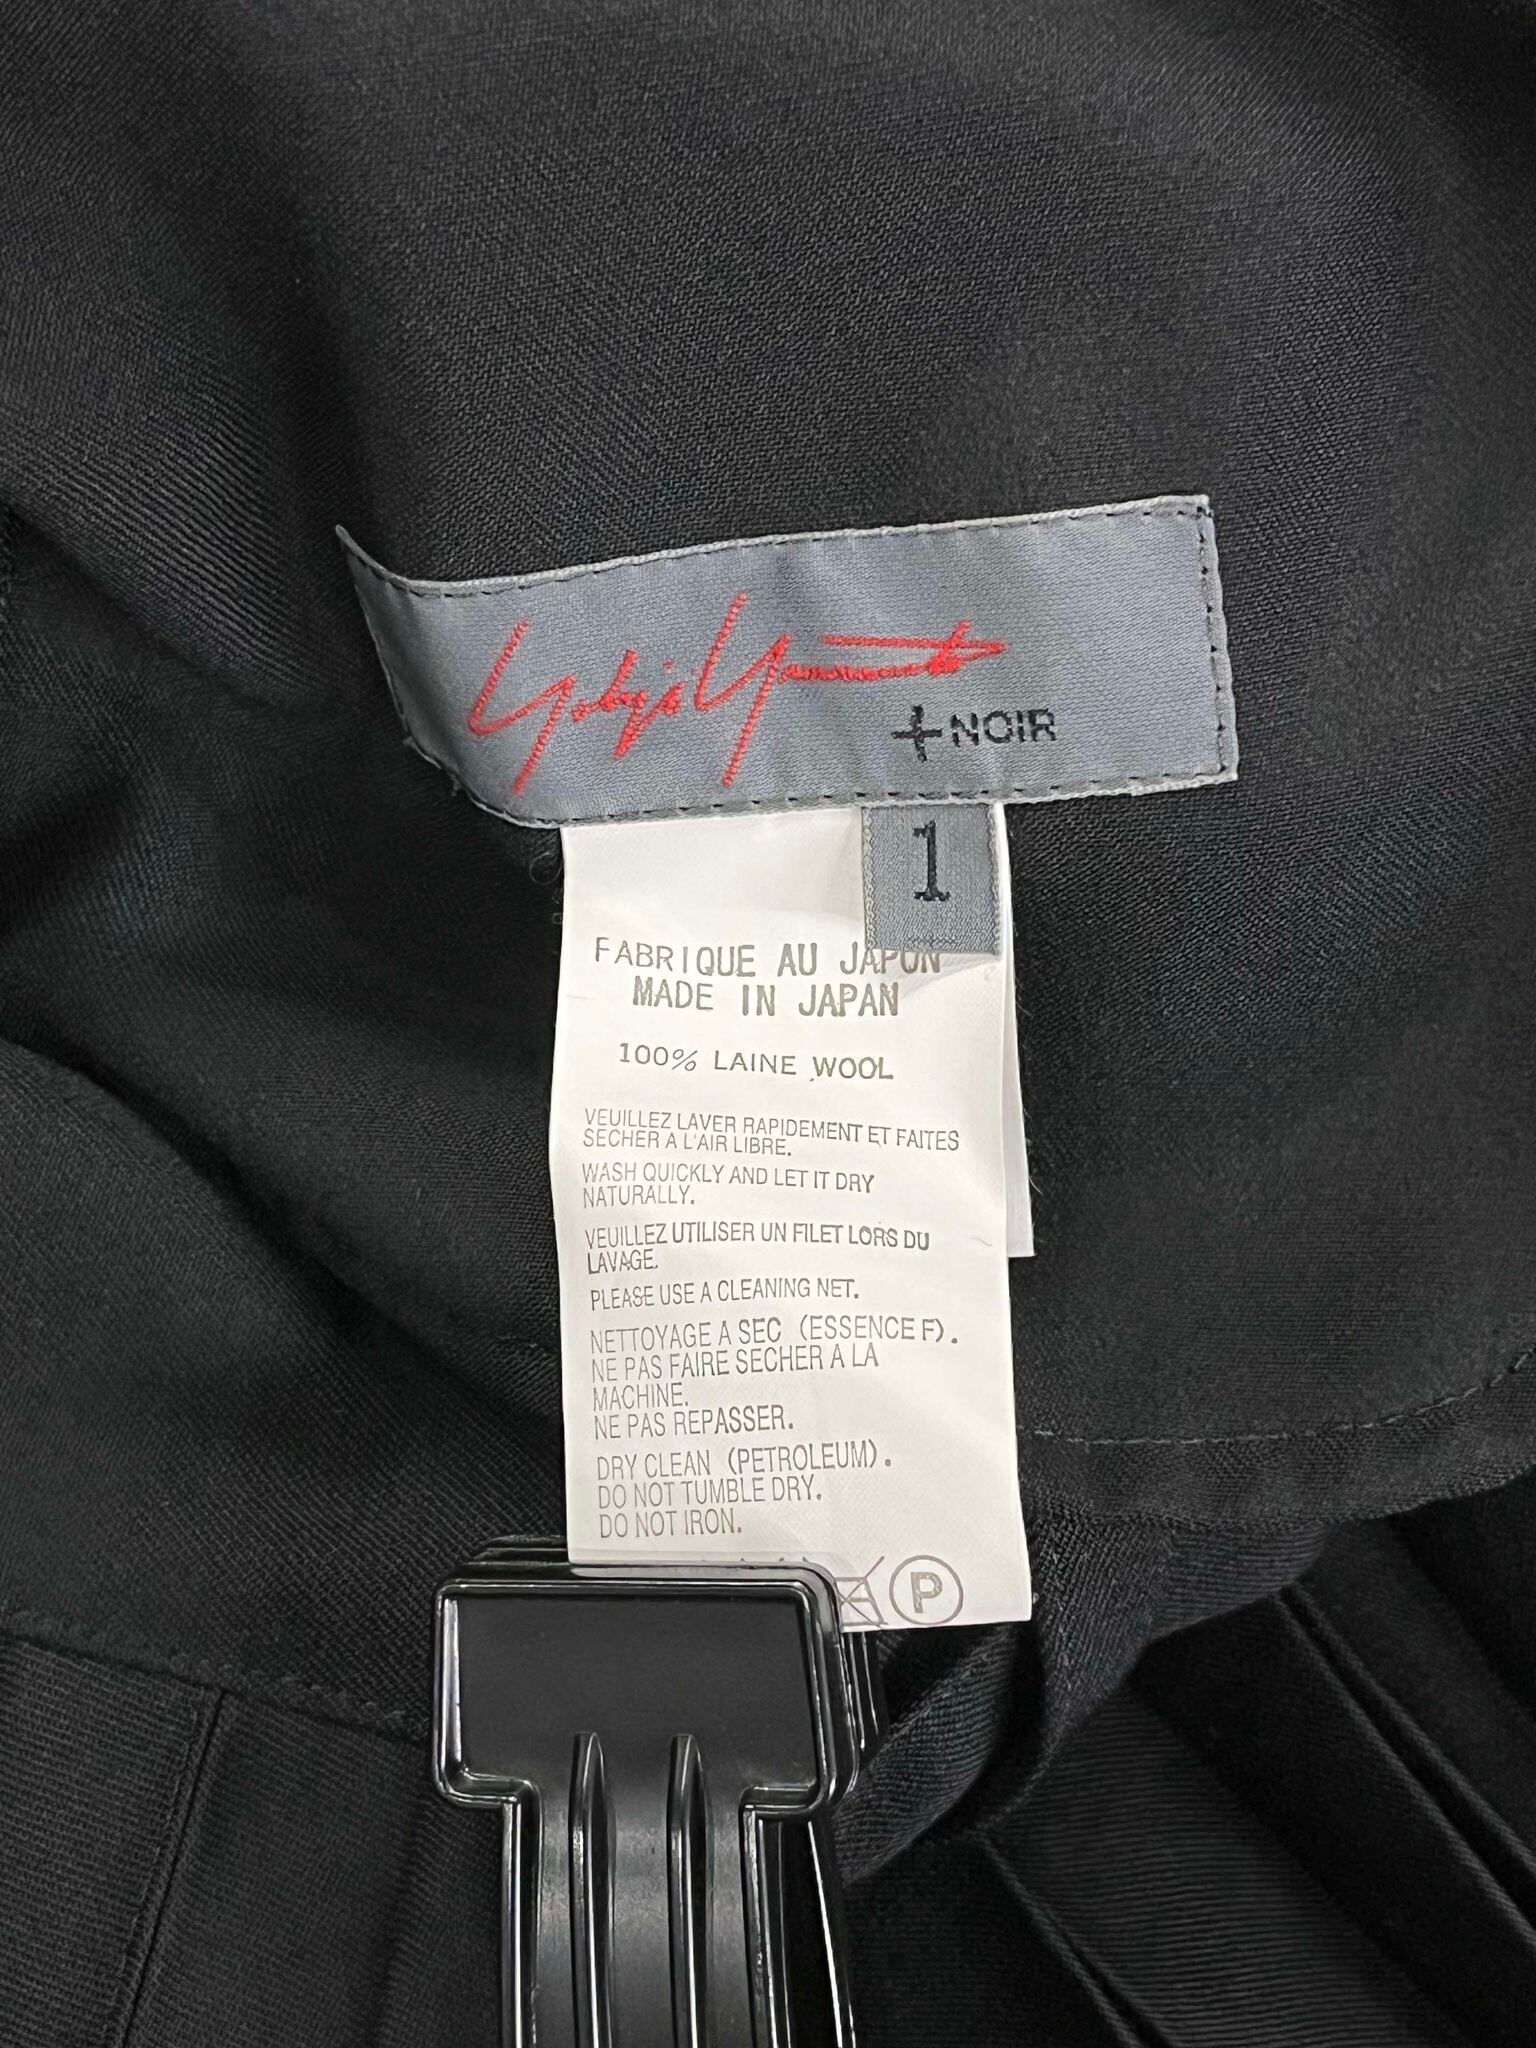 Yohji Yamamoto
+NOIR
1
FABRIQUE AU JAPON
MADE IN JAPAN
100% LAINE WOOL
VEUILLEZ LAVER RAPIDEMENT ET FAITES
SECHER A L'AIR LIBRE.
WASH QUICKLY AND LET IT DRY
NATURALLY.
VEUILLEZ UTILISER UN FILET LORS DU
LAVAGE.
PLEASE USE A CLEANING NET.
NETTOYAGE A SEC (ESSENCE F).
NE PAS FAIRE SECHER A LA
MACHINE.
NE PAS REPASSER.
DRY CLEAN (PETROLEUM).
DO NOT TUMBLE DRY.
DO NOT IRON.
P